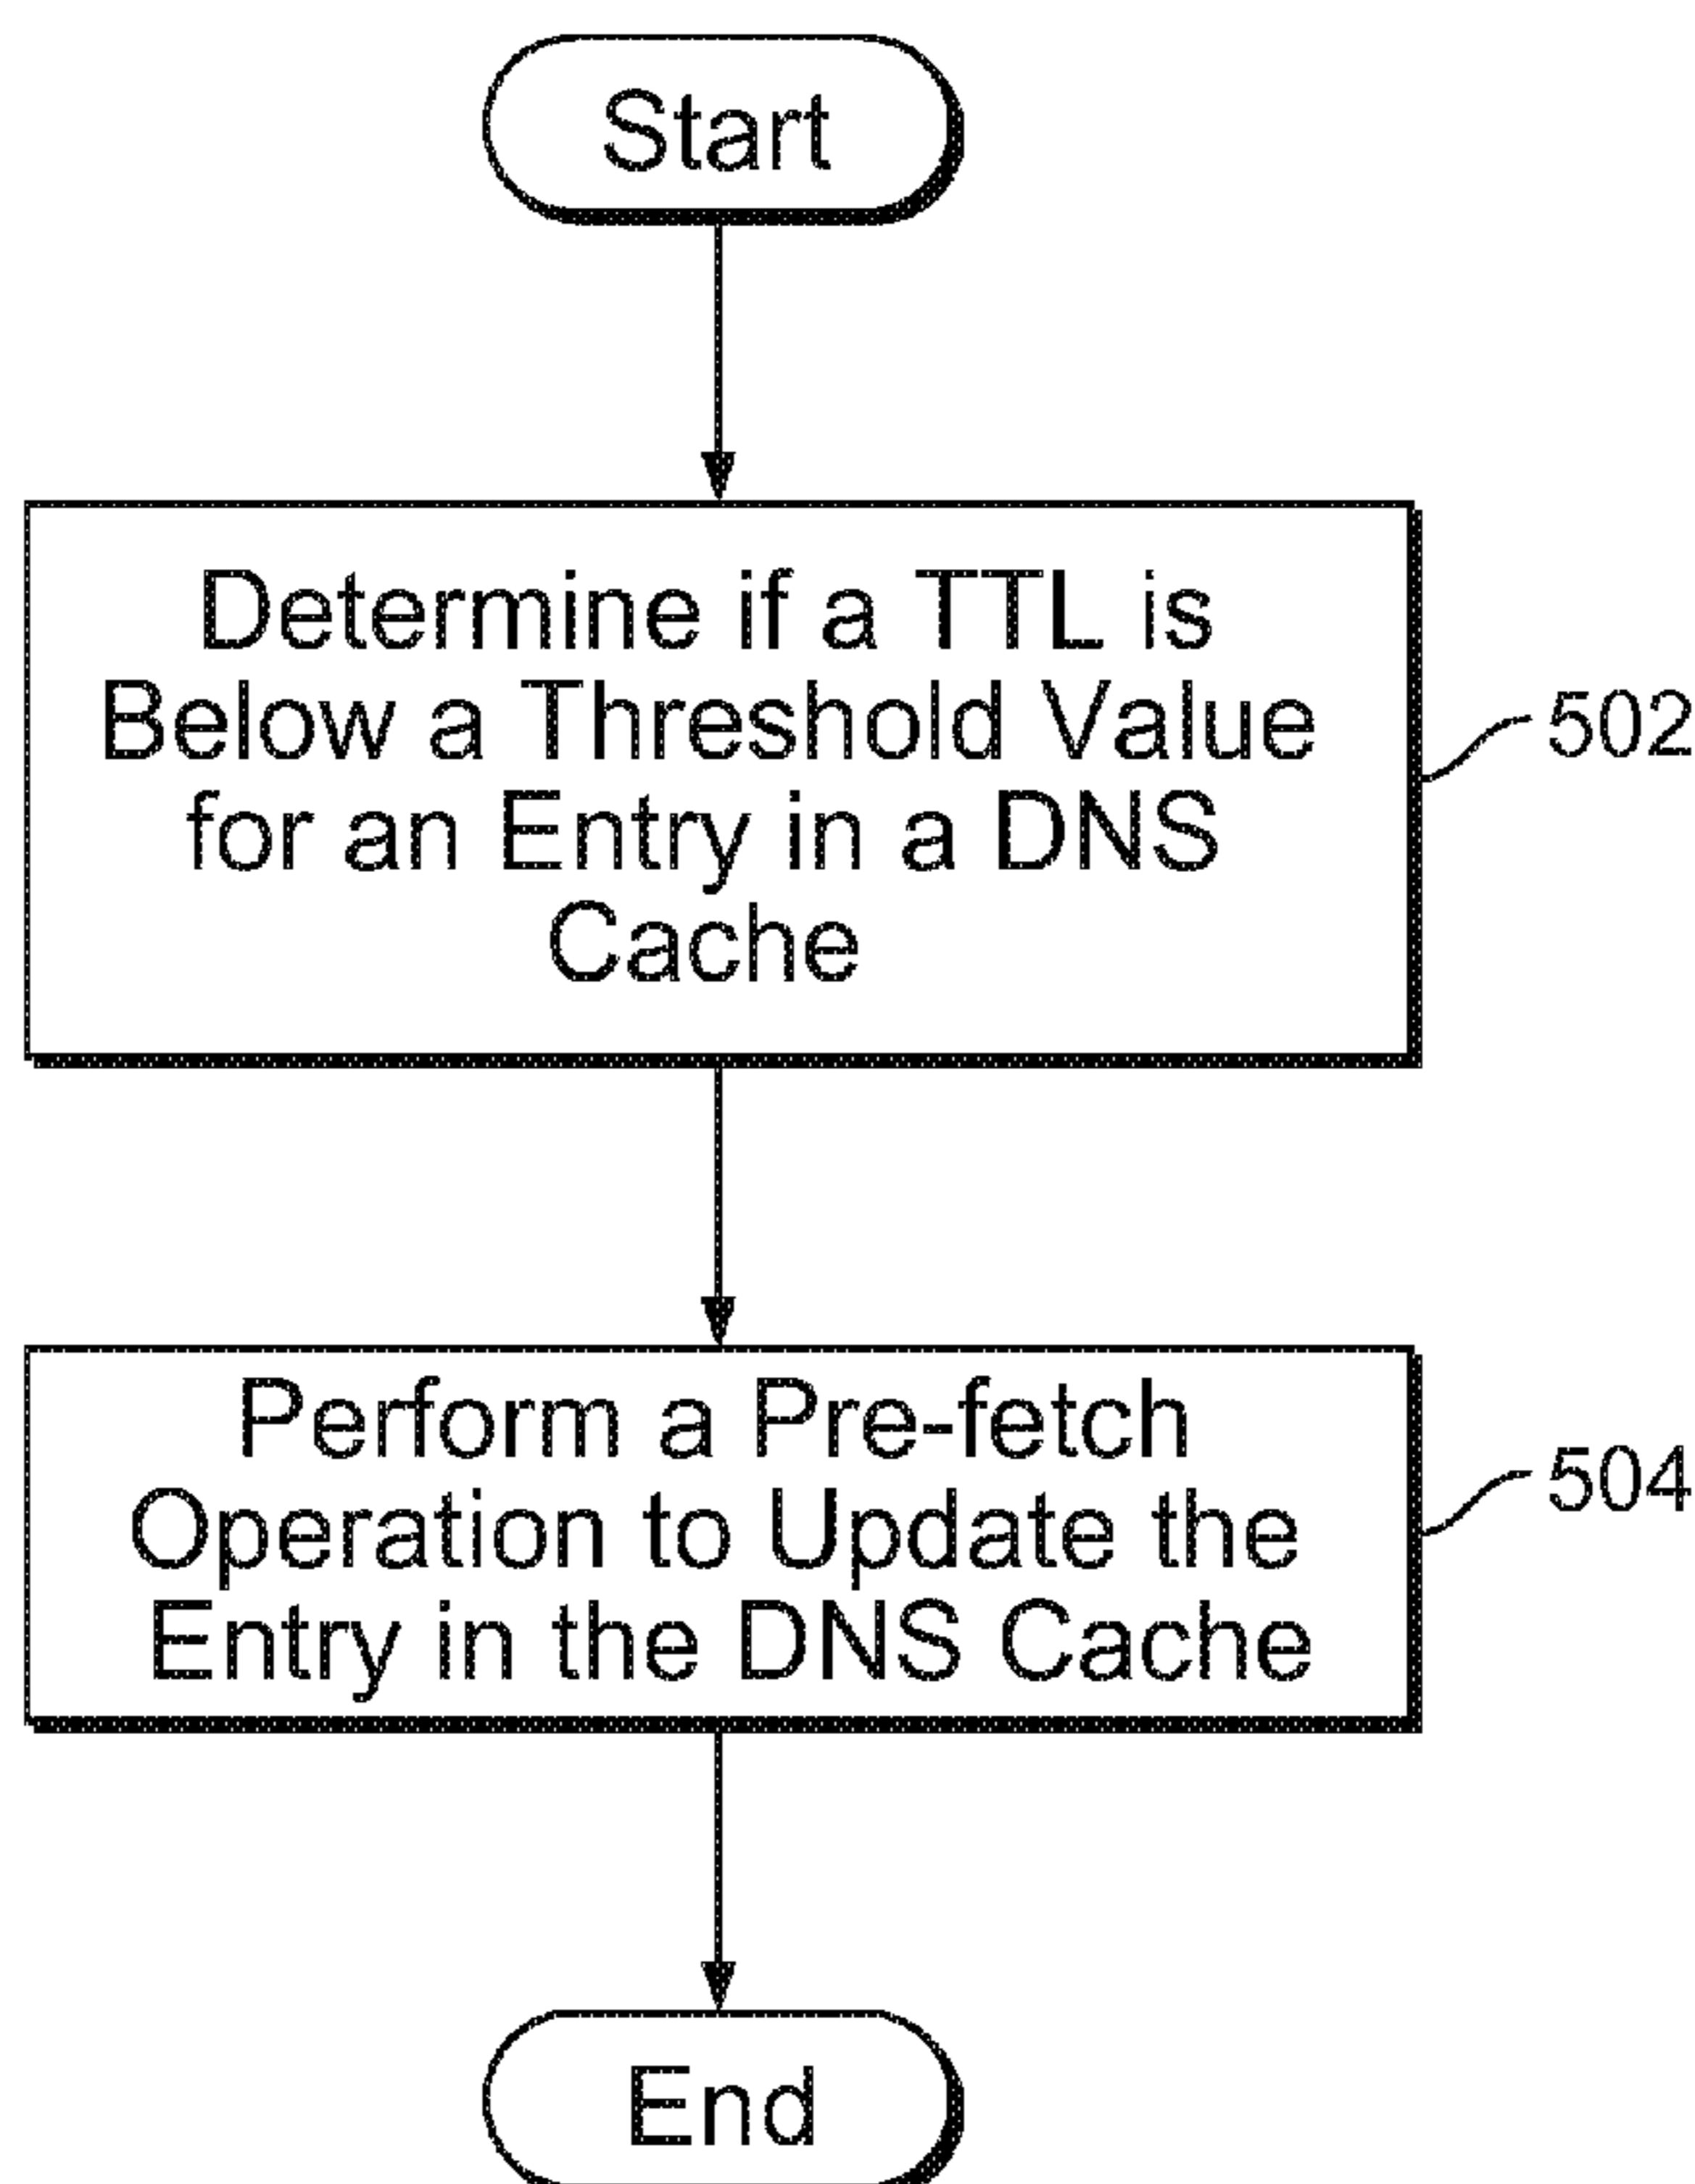 Start
Determine if a TTL is
Below a Threshold Value
for an Entry in a DNS
Cache
502
Perform a Pre-fetch
Operation to Update the
Entry in the DNS Cache
504
End